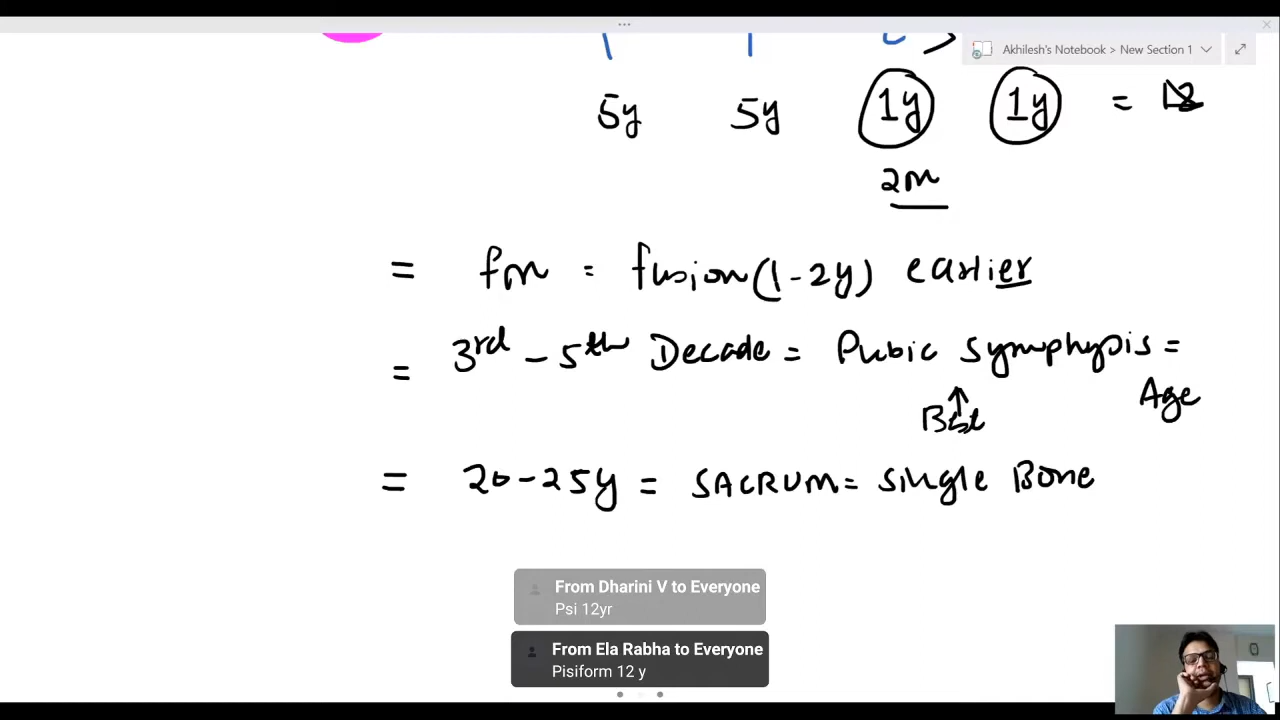 Akhilesh's Notebook > New Section 1
5y 5y 1y 1y =
2m
= fm = fusion (1-2y) earlier
= 3rd - 5th Decade = Pubic Symphysis =
Age
Best
= 20-25y = SACRUM = Single Bone
From Dharini V to Everyone
Psi 12yr
From Ela Rabha to Everyone
Pisiform 12 y